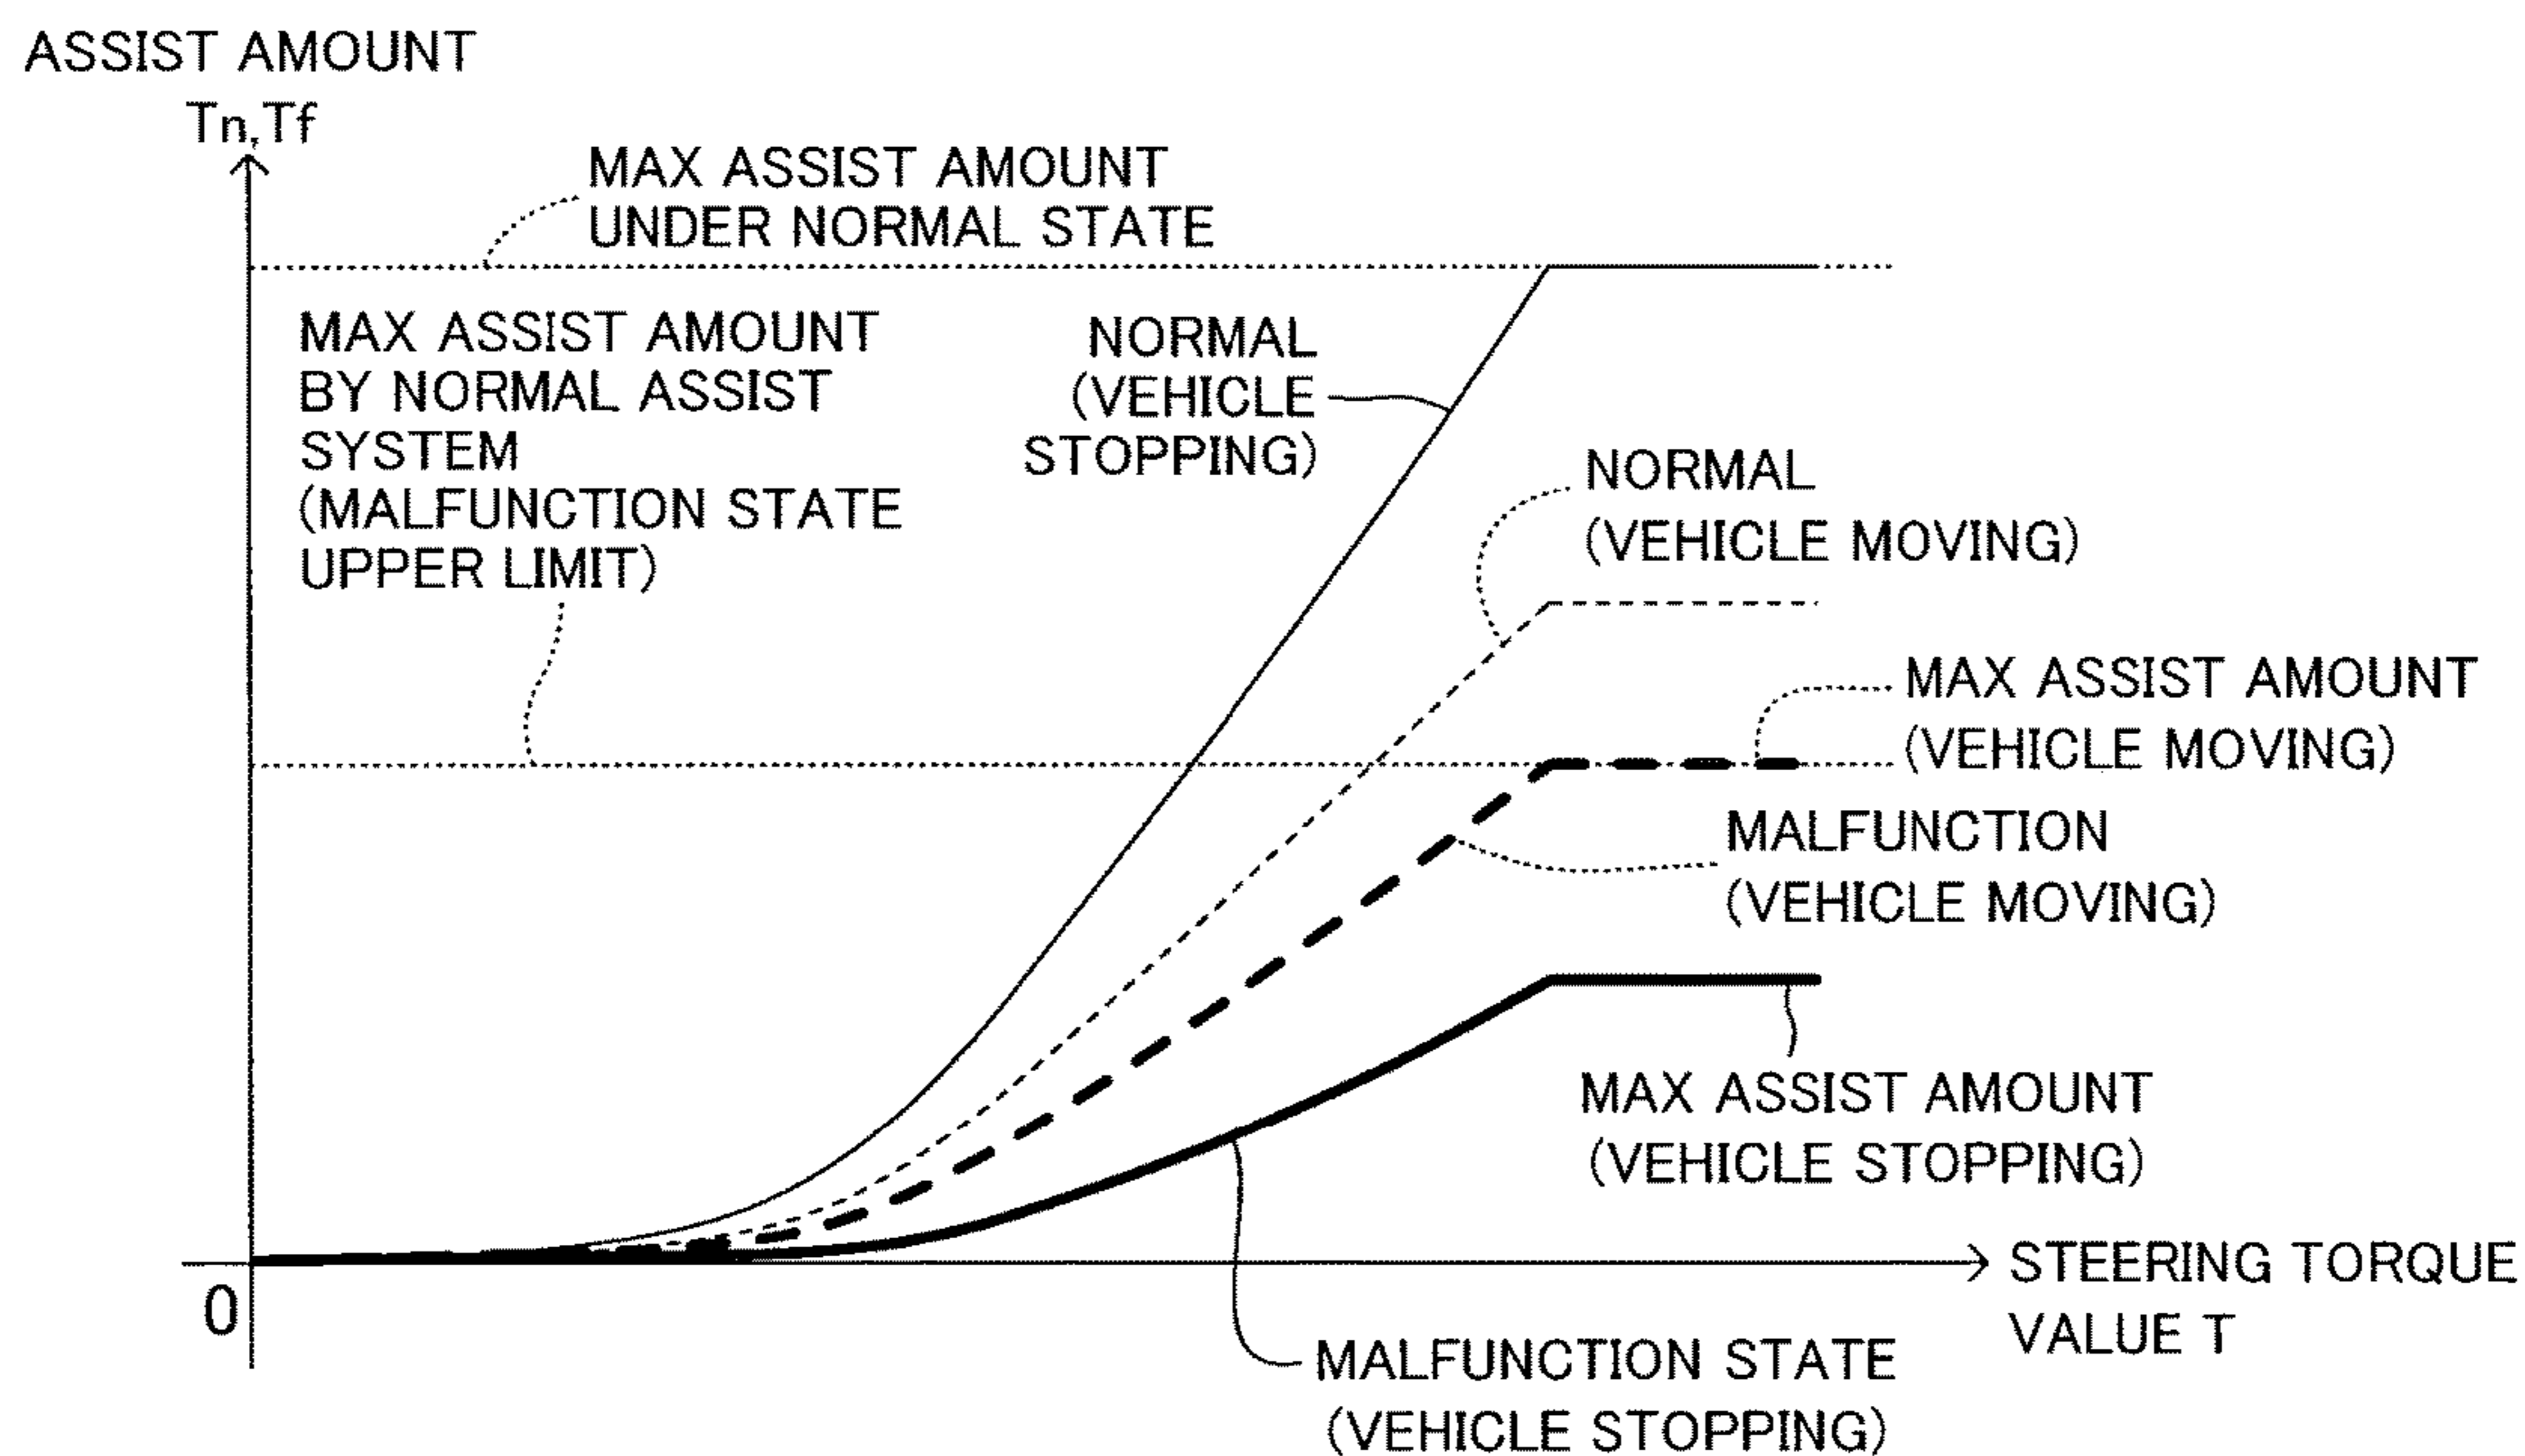 ASSIST AMOUNT
Tn,Tf
MAX ASSIST AMOUNT
UNDER NORMAL STATE
MAX ASSIST AMOUNT
BY NORMAL ASSIST
SYSTEM
(MALFUNCTION STATE
UPPER LIMIT)
NORMAL
(VEHICLE
STOPPING)
NORMAL
(VEHICLE MOVING)
MAX ASSIST AMOUNT
(VEHICLE MOVING)
MALFUNCTION
(VEHICLE MOVING)
MAX ASSIST AMOUNT
(VEHICLE STOPPING)
0
STEERING TORQUE
VALUE T
MALFUNCTION STATE
(VEHICLE STOPPING)